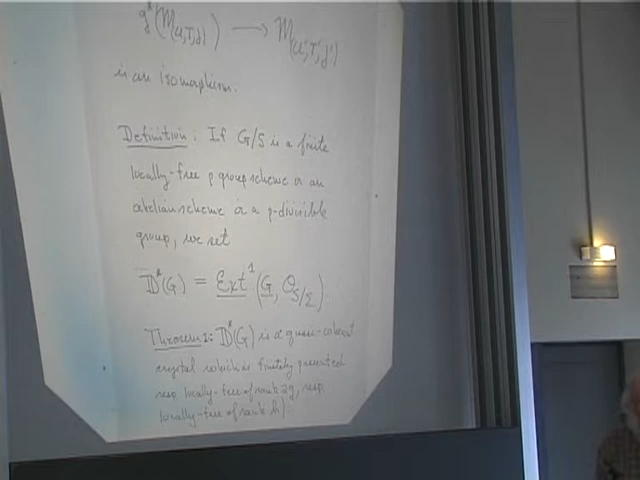 g*(M(U,T,δ)) → M(U',T',δ')
is an isomorphism.
Definition: If G/S is a finite
locally-free p group scheme or an
abelian scheme or a p-divisible
group, we set
𝔻*(G) = Ext¹(G, O_{S/Σ})
Theorem 1: 𝔻*(G) is a quasi-coherent
crystal which is finitely presented
resp locally-free of rank 2g, resp
locally-free of rank h).